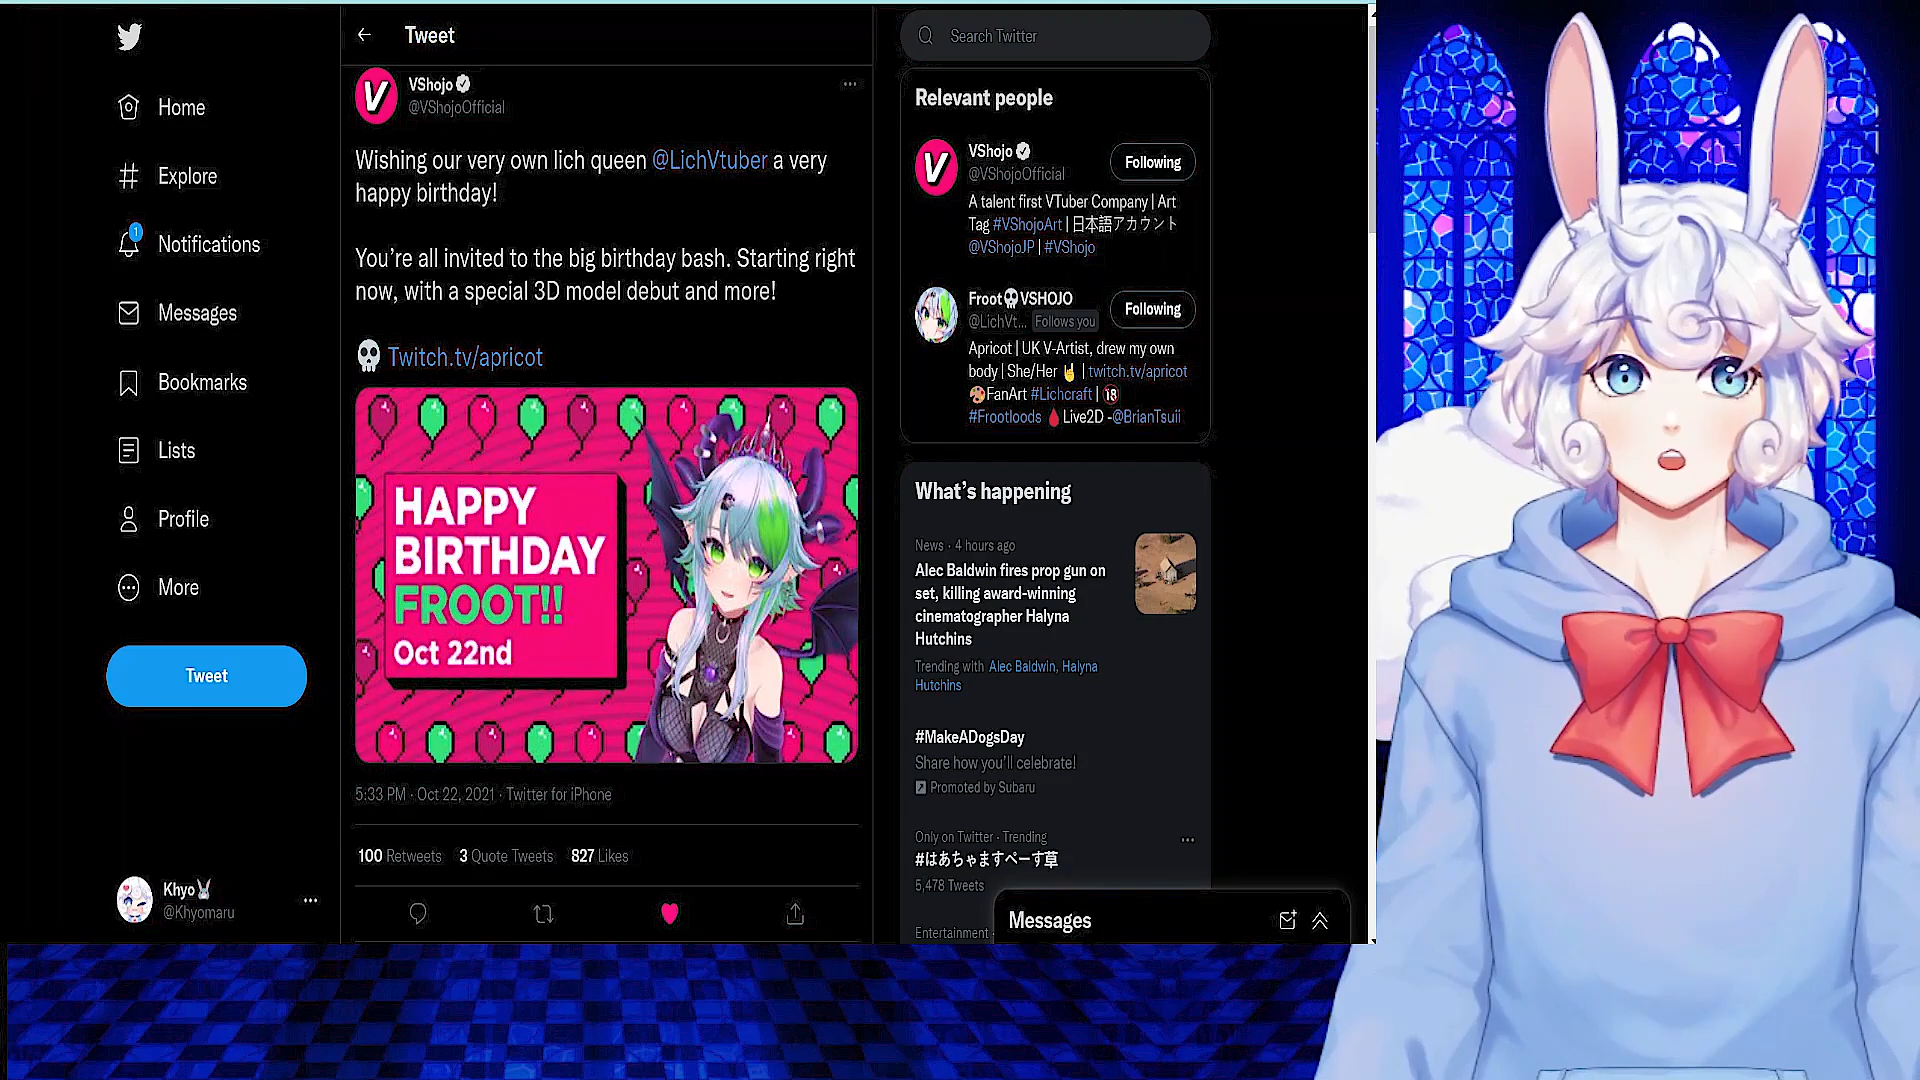 Home
Explore
1
Notifications
Messages
Bookmarks
Lists
Profile
More
Tweet
Khyo🐰
@Khyomaru
Tweet
V
VShojo
@VShojoOfficial
Wishing our very own lich queen @LichVtuber a very
happy birthday!
You’re all invited to the big birthday bash. Starting right
now, with a special 3D model debut and more!
💀 Twitch.tv/apricot
HAPPY
BIRTHDAY
FROOT!!
Oct 22nd
5:33 PM · Oct 22, 2021 · Twitter for iPhone
100 Retweets 3 Quote Tweets 827 Likes
Search Twitter
Relevant people
V
VShojo
@VShojoOfficial
Following
A talent first VTuber Company | Art
Tag #VShojoArt | 日本語アカウント
@VShojoJP | #VShojo
Froot💀VSHOJO
@LichVt... Follows you
Following
Apricot | UK V-Artist, drew my own
body | She/Her 🤘 | twitch.tv/apricot
🎨FanArt #Lichcraft | 🔞
#Frootloods 🩸Live2D -@BrianTsuii
What’s happening
News · 4 hours ago
Alec Baldwin fires prop gun on
set, killing award-winning
cinematographer Halyna
Hutchins
Trending with Alec Baldwin, Halyna
Hutchins
#MakeADogsDay
Share how you’ll celebrate!
Promoted by Subaru
Only on Twitter · Trending
#はあちゃますぺーす草
5,478 Tweets
Entertainment ·
Messages